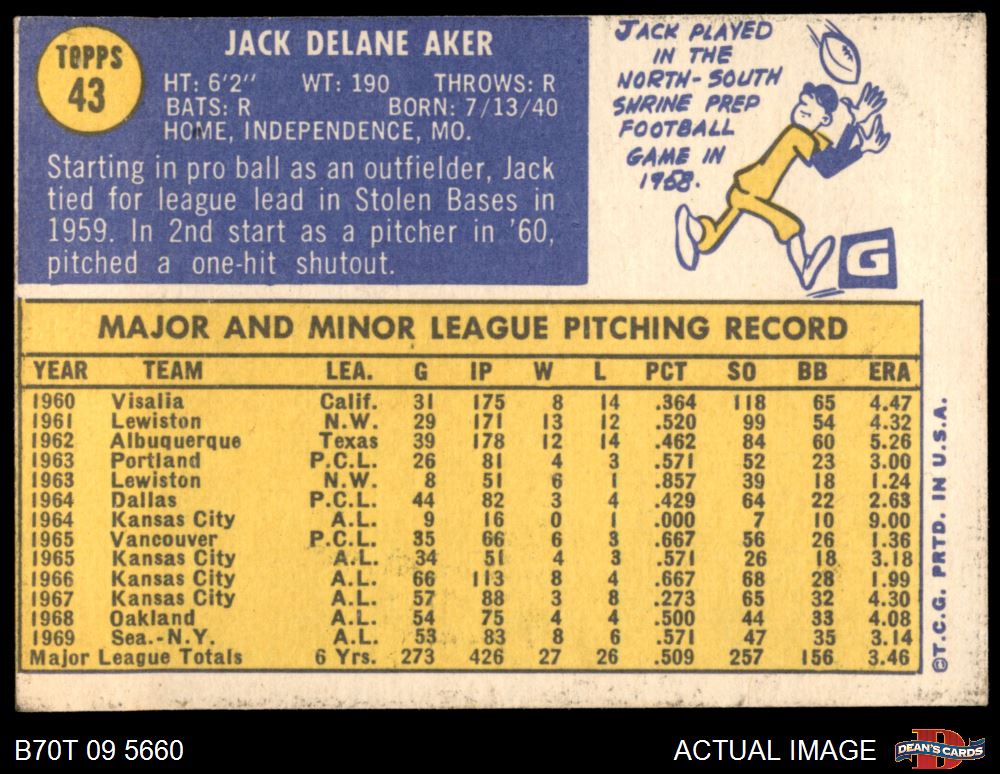 TOPPS
43
JACK DELANE AKER
HT: 6'2" WT: 190 THROWS: R
BATS: R BORN: 7/13/40
HOME, INDEPENDENCE, MO.
Starting in pro ball as an outfielder, Jack
tied for league lead in Stolen Bases in
1959. In 2nd start as a pitcher in '60,
pitched a one-hit shutout.
JACK PLAYED
IN THE
NORTH-SOUTH
SHRINE PREP
FOOTBALL
GAME IN
1958.
G
MAJOR AND MINOR LEAGUE PITCHING RECORD
YEAR TEAM LEA. G IP W L PCT SO BB ERA
1960 Visalia Calif. 31 175 8 14 .364 118 65 4.47
1961 Lewiston N.W. 29 171 13 12 .520 99 54 4.32
1962 Albuquerque Texas 39 178 12 14 .462 84 60 5.26
1963 Portland P.C.L. 26 81 4 3 .571 52 23 3.00
1963 Lewiston N.W. 8 51 6 1 .857 39 18 1.24
1964 Dallas P.C.L. 44 82 3 4 .429 64 22 2.63
1964 Kansas City A.L. 9 16 0 1 .000 7 10 9.00
1965 Vancouver P.C.L. 35 66 6 3 .667 56 26 1.36
1965 Kansas City A.L. 34 51 4 3 .571 26 18 3.18
1966 Kansas City A.L. 66 113 8 4 .667 68 28 1.99
1967 Kansas City A.L. 57 88 3 8 .273 65 32 4.30
1968 Oakland A.L. 54 75 4 4 .500 44 33 4.08
1969 Sea.-N.Y. A.L. 53 83 8 6 .571 47 35 3.14
Major League Totals 6 Yrs. 273 426 27 26 .509 257 156 3.46
©T.C.G. PRTD. IN U.S.A.
B70T 09 5660
ACTUAL IMAGE
D
DEAN'S CARDS